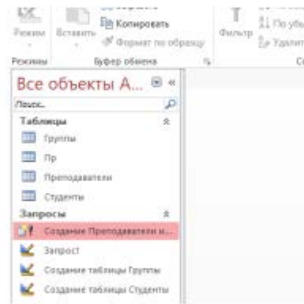 Режим
Вставить
Копировать
Формат по образцу
Фильтр
Удалит
Режимы
Буфер обмена
Все объекты A...
Поиск...
Таблицы
Группы
Пр
Преподаватели
Студенты
Запросы
Создание Преподаватели и...
Запрос1
Создание таблицы Группы
Создание таблицы Студенты